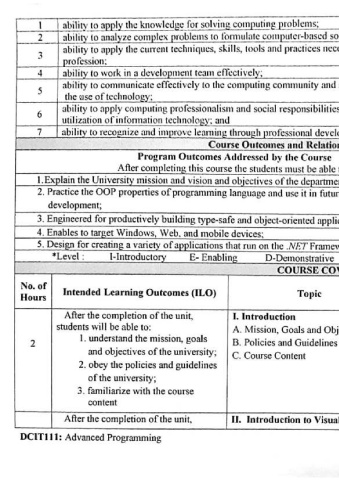 1 ability to apply the knowledge for solving computing problems;
2 ability to analyze complex problems to formulate computer-based so
3 ability to apply the current techniques, skills, tools and practices nec
profession;
4 ability to work in a development team effectively;
5 ability to communicate effectively to the computing community and
the use of technology;
6 ability to apply computing professionalism and social responsibilities
utilization of information technology; and
7 ability to recognize and improve learning through professional devel
Course Outcomes and Relation
Program Outcomes Addressed by the Course
After completing this course the students must be able
1.Explain the University mission and vision and objectives of the departme
2. Practice the OOP properties of programming language and use it in futur
development;
3. Engineered for productively building type-safe and object-oriented appli
4. Enables to target Windows, Web, and mobile devices;
5. Design for creating a variety of applications that run on the .NET Framew
*Level : I-Introductory E- Enabling D-Demonstrative
COURSE COV
No. of
Hours
Intended Learning Outcomes (ILO)
Topic
2
After the completion of the unit,
students will be able to:
1. understand the mission, goals
and objectives of the university;
2. obey the policies and guidelines
of the university;
3. familiarize with the course
content
I. Introduction
A. Mission, Goals and Obj
B. Policies and Guidelines
C. Course Content
After the completion of the unit,
II. Introduction to Visual
DCIT111: Advanced Programming